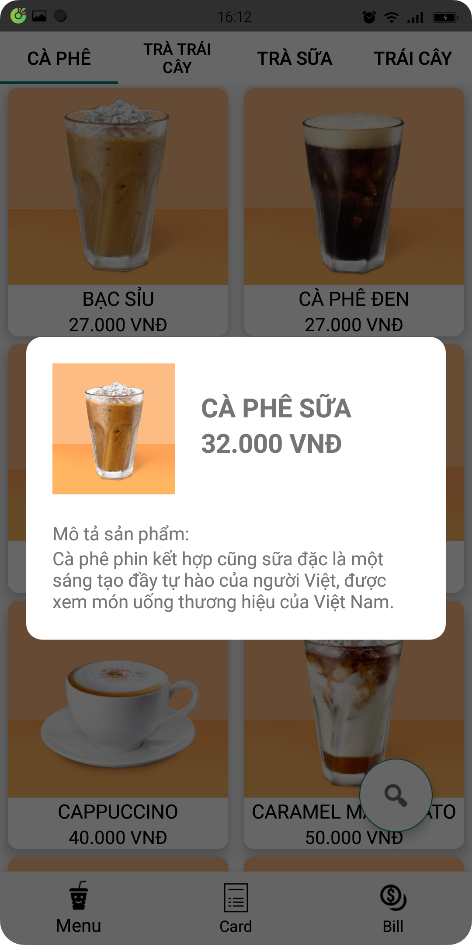 16:12
CÀ PHÊ
TRÀ TRÁI
CÂY
TRÀ SỮA
TRÁI CÂY
BẠC SỈU
27.000 VNĐ
CÀ PHÊ ĐEN
27.000 VNĐ
CÀ PHÊ SỮA
32.000 VNĐ
Mô tả sản phẩm:
Cà phê phin kết hợp cũng sữa đặc là một
sáng tạo đầy tự hào của người Việt, được
xem món uống thương hiệu của Việt Nam.
CAPPUCCINO
40.000 VNĐ
CARAMEL M
ATO
50.000 VNĐ
Menu
Card
Bill